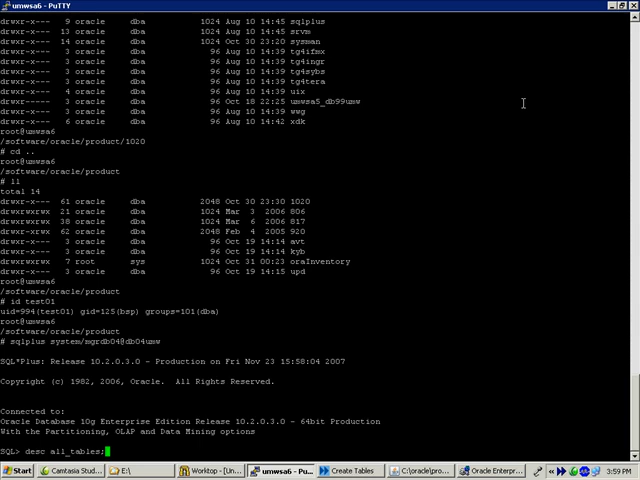 umwsa6 - PuTTY
drwxr-x--- 9 oracle dba 1024 Aug 10 14:45 sqlplus
drwxr-x--- 13 oracle dba 1024 Aug 10 14:45 srvm
drwxr-x--- 14 oracle dba 1024 Oct 30 23:20 sysman
drwxr-x--- 3 oracle dba 96 Aug 10 14:39 tg4ifmx
drwxr-x--- 3 oracle dba 96 Aug 10 14:39 tg4ingr
drwxr-x--- 3 oracle dba 96 Aug 10 14:39 tg4sybs
drwxr-x--- 3 oracle dba 96 Aug 10 14:39 tg4tera
drwxr-x--- 4 oracle dba 96 Aug 10 14:39 uix
drwxr----- 3 oracle dba 96 Oct 18 22:25 umwsa5_db99umw
drwxr-x--- 3 oracle dba 96 Aug 10 14:39 wwg
drwxr-x--- 6 oracle dba 96 Aug 10 14:42 xdk
root@umwsa6
/software/oracle/product/1020
# cd ..
root@umwsa6
/software/oracle/product
# ll
total 14
drwxr-x--- 61 oracle dba 2048 Oct 30 23:30 1020
drwxrwxrwx 21 oracle dba 1024 Mar 3 2006 806
drwxrwxrwx 38 oracle dba 1024 Mar 6 2006 817
drwxrwxrwx 62 oracle dba 2048 Feb 4 2005 920
drwxr-x--- 3 oracle dba 96 Oct 19 14:14 avt
drwxr-x--- 3 oracle dba 96 Oct 19 14:14 kyb
drwxrwxrwx 7 root sys 1024 Oct 31 00:23 oraInventory
drwxr-x--- 3 oracle dba 96 Oct 19 14:15 upd
root@umwsa6
/software/oracle/product
# id test01
uid=994(test01) gid=125(bsp) groups=101(dba)
root@umwsa6
/software/oracle/product
# sqlplus system/mgrdb04@db04umw
SQL*Plus: Release 10.2.0.3.0 - Production on Fri Nov 23 15:58:04 2007
Copyright (c) 1982, 2006, Oracle. All Rights Reserved.
Connected to:
Oracle Database 10g Enterprise Edition Release 10.2.0.3.0 - 64bit Production
With the Partitioning, OLAP and Data Mining options
SQL> desc all_tables;
Start Camtasia Stud... E:\ Worktop - [Un... umwsa6 - Pu... Create Tables C:\oracle\pro... Oracle Enterpr... 3:59 PM